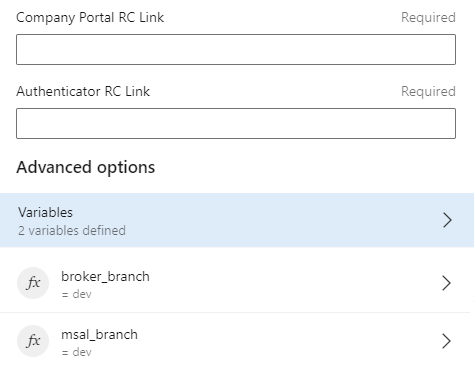 Company Portal RC Link Required
Authenticator RC Link Required
Advanced options
Variables
2 variables defined
fx broker_branch
= dev
fx msal_branch
= dev